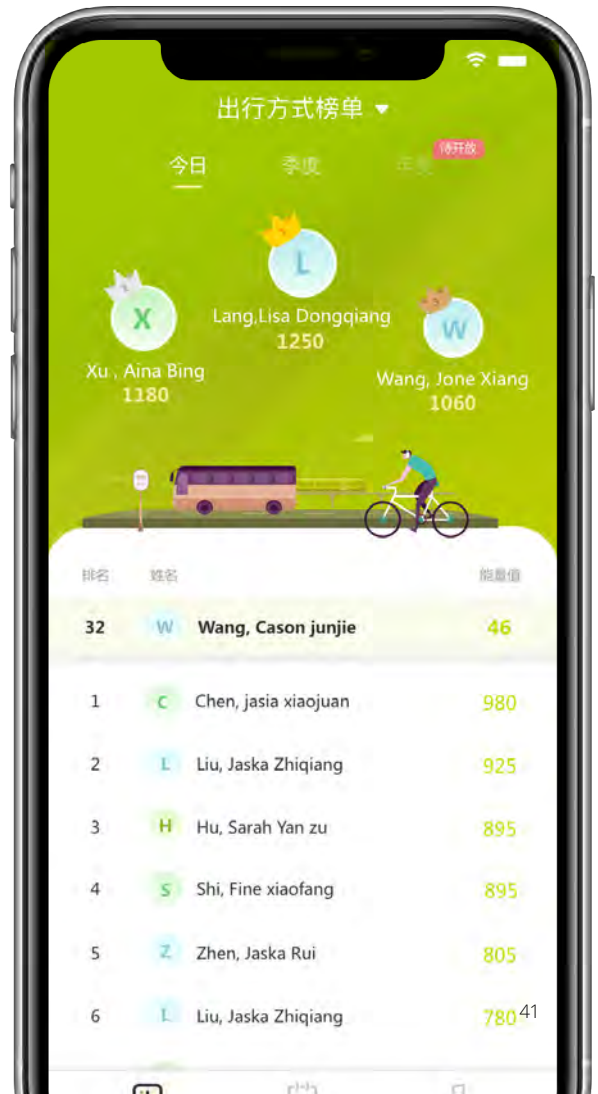 出行方式榜单
今日 季度 年度 待开放
L
X
W
Lang,Lisa Dongqiang
1250
Xu , Aina Bing
1180
Wang, Jone Xiang
1060
排名 姓名 能量值
32 W Wang, Cason junjie 46
1 C Chen, jasia xiaojuan 980
2 L Liu, Jaska Zhiqiang 925
3 H Hu, Sarah Yan zu 895
4 S Shi, Fine xiaofang 895
5 Z Zhen, Jaska Rui 805
6 L Liu, Jaska Zhiqiang 780
41